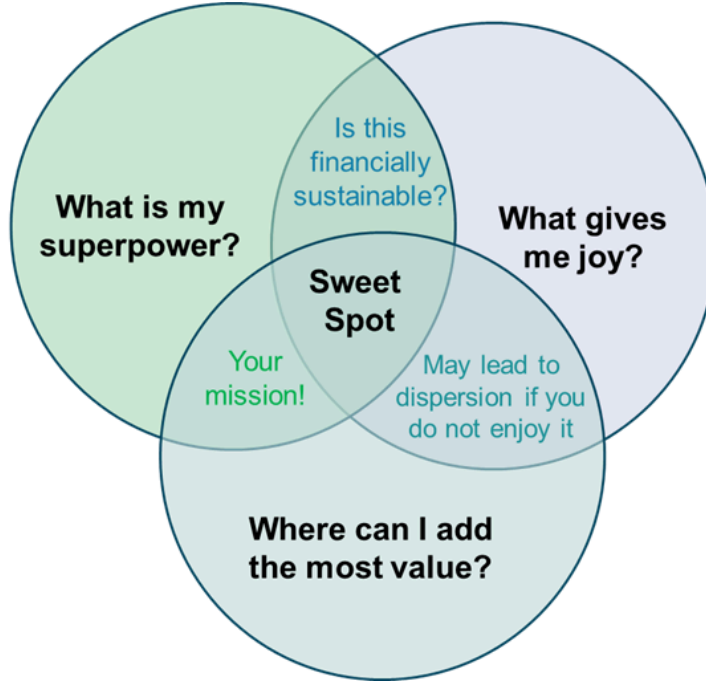 Is this
financially
sustainable?
What is my
superpower?
What gives
me joy?
Sweet
Spot
Your
mission!
May lead to
dispersion if you
do not enjoy it
Where can I add
the most value?